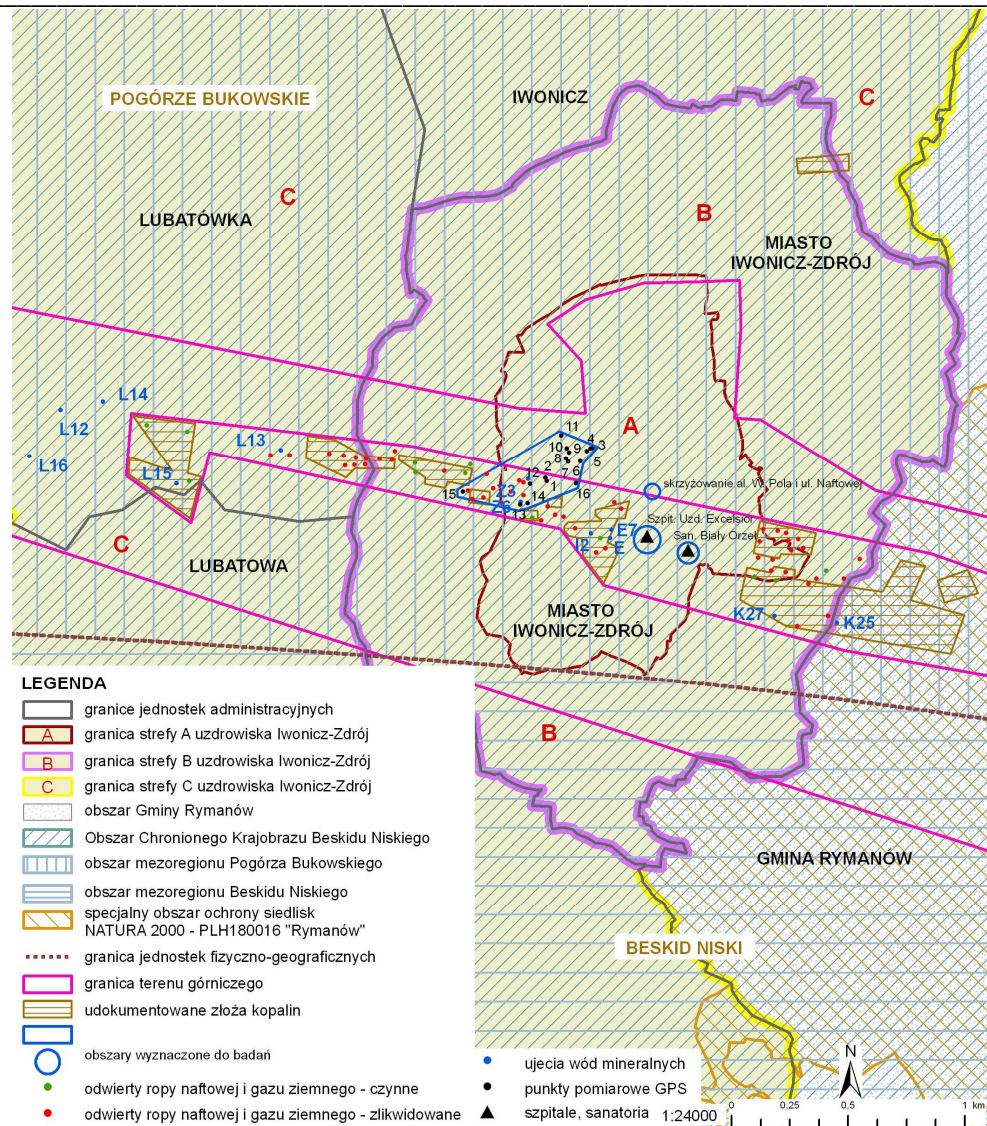 POGÓRZE BUKOWSKIE
IWONICZ
C
C
LUBATÓWKA
B
MIASTO
IWONICZ-ZDRÓJ
L14
L12
L16
L13
L15
A
11
10
4
3
9
8
5
7
6
2
12
1
16
15
Z3
14
Z6
13
skrzyżowanie al. W. Pola i ul. Naftowej
Szpit. Uzd. Excelsior
San. Biały Orzeł
E7
I2
E
C
LUBATOWA
MIASTO
IWONICZ-ZDRÓJ
K27
K25
B
GMINA RYMANÓW
BESKID NISKI
LEGENDA
granice jednostek administracyjnych
A granica strefy A uzdrowiska Iwonicz-Zdrój
B granica strefy B uzdrowiska Iwonicz-Zdrój
C granica strefy C uzdrowiska Iwonicz-Zdrój
obszar Gminy Rymanów
Obszar Chronionego Krajobrazu Beskidu Niskiego
obszar mezoregionu Pogórza Bukowskiego
obszar mezoregionu Beskidu Niskiego
specjalny obszar ochrony siedlisk
NATURA 2000 - PLH180016 "Rymanów"
granica jednostek fizyczno-geograficznych
granica terenu górniczego
udokumentowane złoża kopalin
obszary wyznaczone do badań
odwierty ropy naftowej i gazu ziemnego - czynne
odwierty ropy naftowej i gazu ziemnego - zlikwidowane
ujecia wód mineralnych
punkty pomiarowe GPS
szpitale, sanatoria
1:24000
N
0 0,25 0,5 1 km